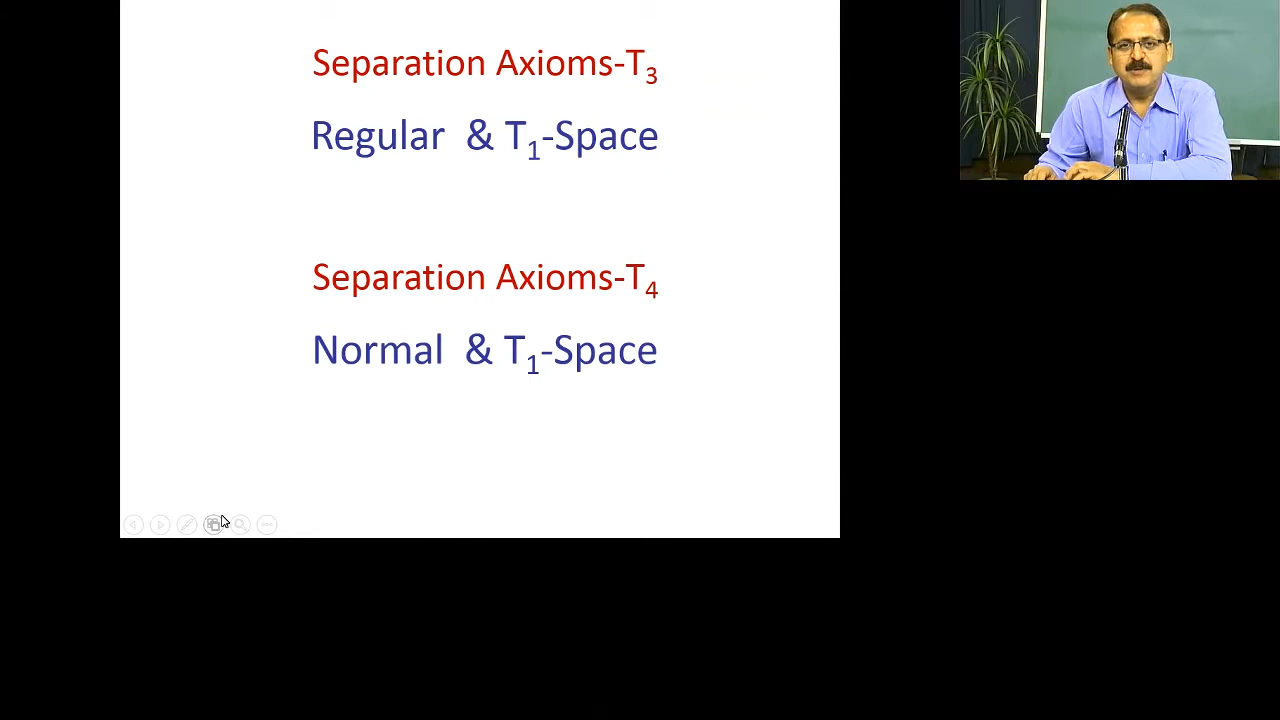 Separation Axioms-T₃
Regular & T₁-Space
Separation Axioms-T₄
Normal & T₁-Space